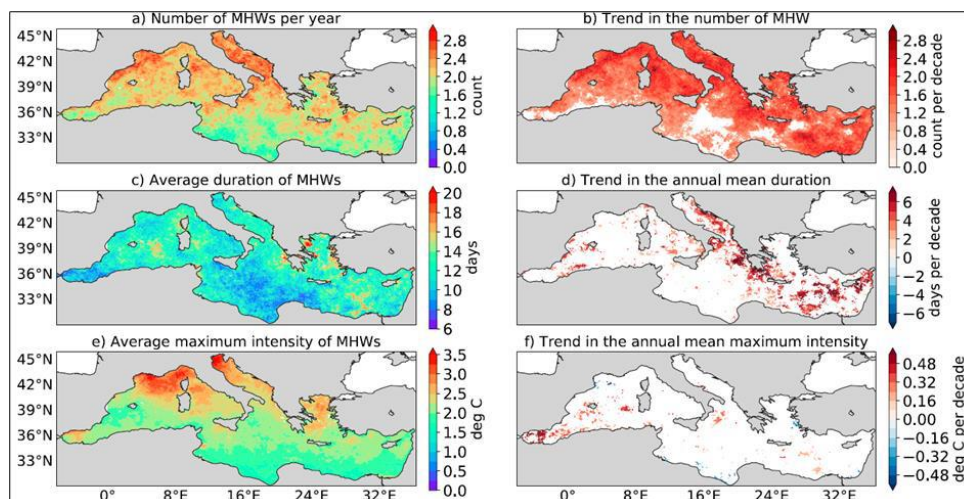 a) Number of MHWs per year
b) Trend in the number of MHW
45°N
42°N
39°N
36°N
33°N
2.8
2.4
2.0
1.6
1.2
0.8
0.4
0.0
count
2.8
2.4
2.0
1.6
1.2
0.8
0.4
0.0
count per decade
c) Average duration of MHWs
d) Trend in the annual mean duration
45°N
42°N
39°N
36°N
33°N
20
18
16
14
12
10
8
6
days
6
4
2
0
−2
−4
−6
days per decade
e) Average maximum intensity of MHWs
f) Trend in the annual mean maximum intensity
45°N
42°N
39°N
36°N
33°N
3.5
3.0
2.5
2.0
1.5
1.0
0.5
0.0
deg C
0.48
0.32
0.16
0.00
−0.16
−0.32
−0.48
deg C per decade
0° 8°E 16°E 24°E 32°E
0° 8°E 16°E 24°E 32°E